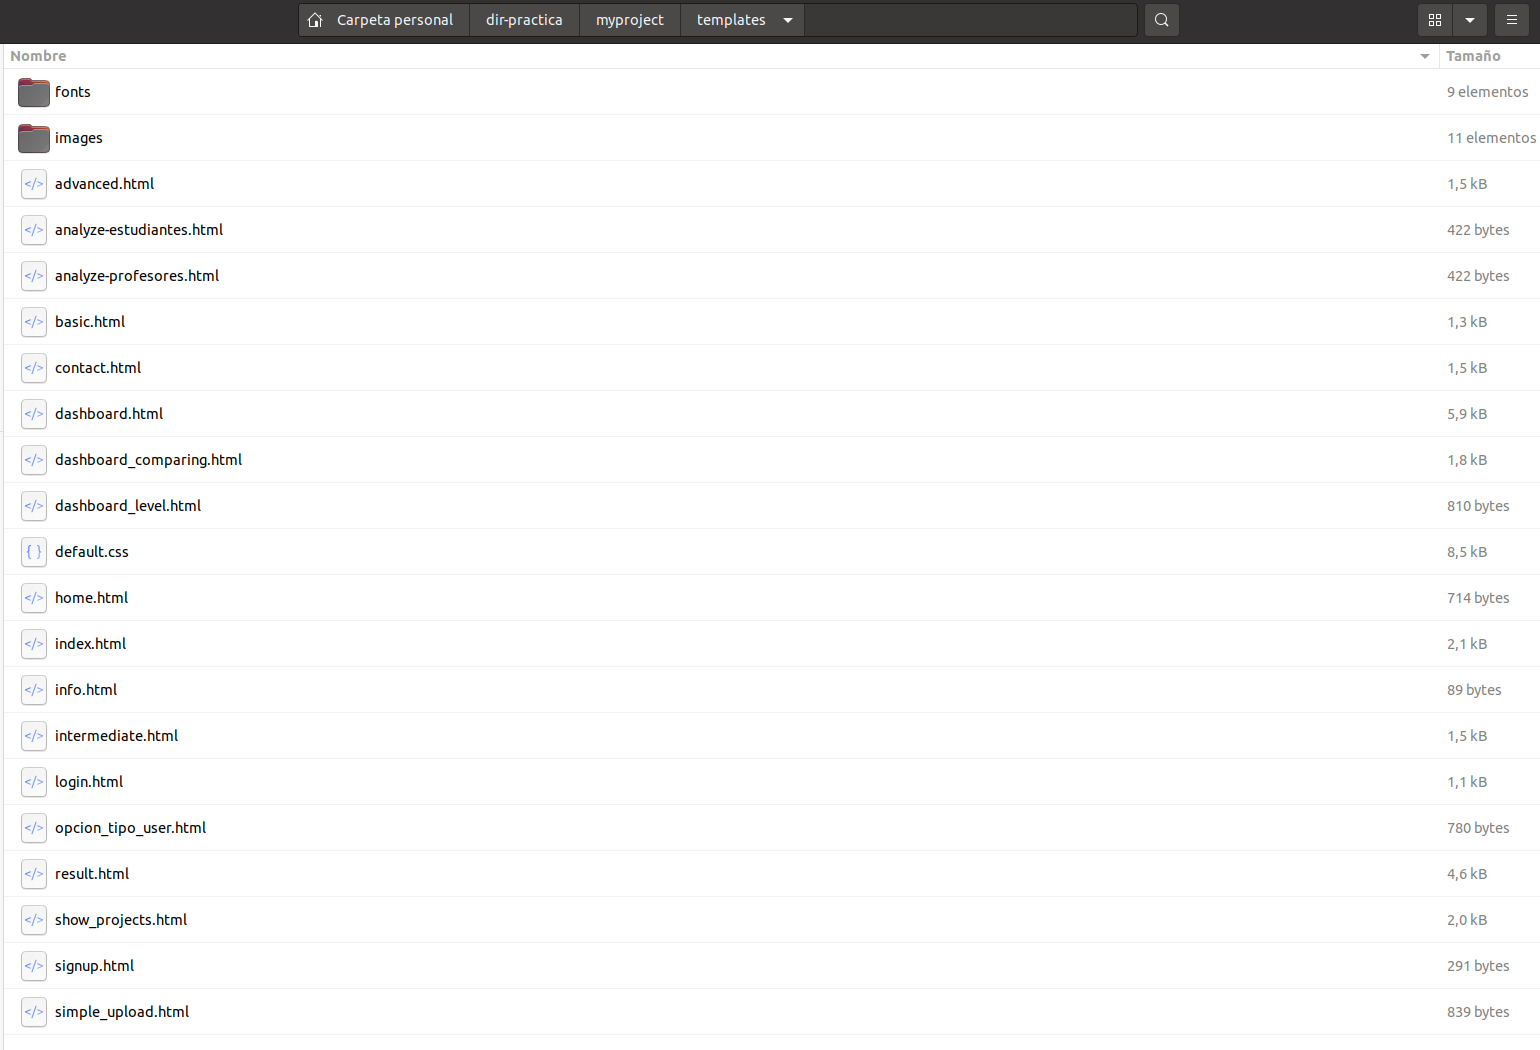 Carpeta personal dir-practica myproject templates
Nombre Tamaño
fonts 9 elementos
images 11 elementos
</> advanced.html 1,5 kB
</> analyze-estudiantes.html 422 bytes
</> analyze-profesores.html 422 bytes
</> basic.html 1,3 kB
</> contact.html 1,5 kB
</> dashboard.html 5,9 kB
</> dashboard_comparing.html 1,8 kB
</> dashboard_level.html 810 bytes
{ } default.css 8,5 kB
</> home.html 714 bytes
</> index.html 2,1 kB
</> info.html 89 bytes
</> intermediate.html 1,5 kB
</> login.html 1,1 kB
</> opcion_tipo_user.html 780 bytes
</> result.html 4,6 kB
</> show_projects.html 2,0 kB
</> signup.html 291 bytes
</> simple_upload.html 839 bytes